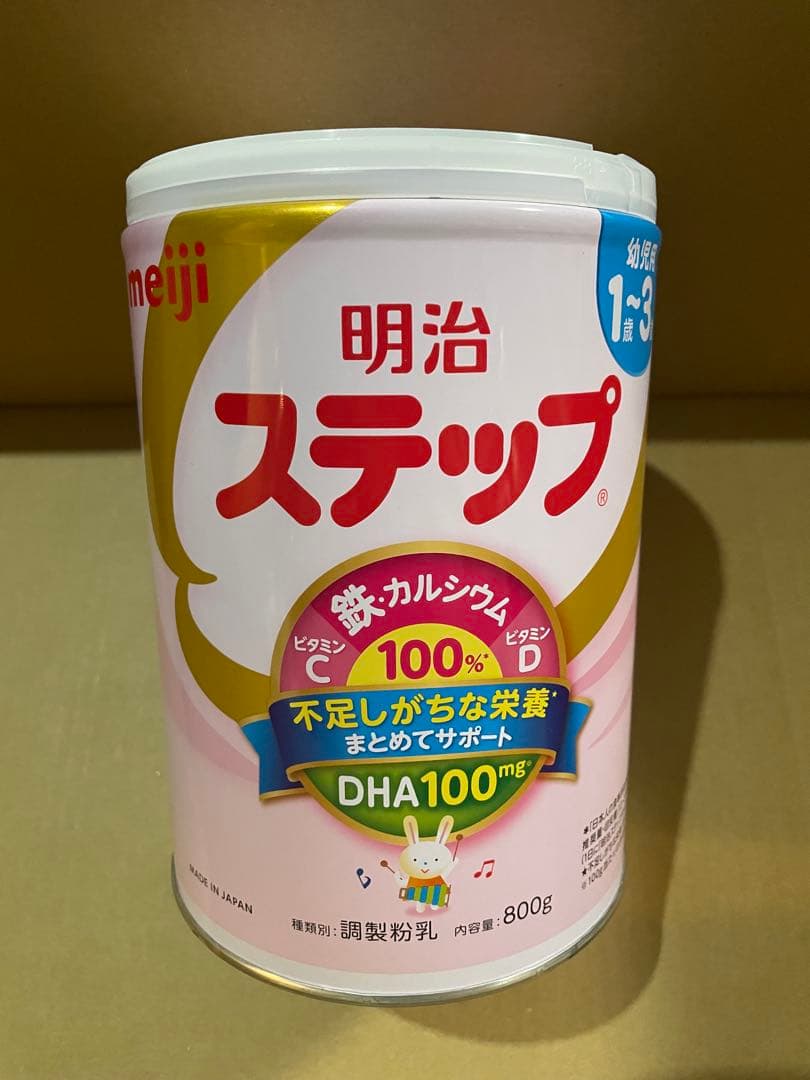 meiji
幼児用
1歳~3
明治
ステップ®
鉄・カルシウム
ビタミンC
100%*
ビタミンD
不足しがちな栄養*
まとめてサポート
DHA100mg※
MADE IN JAPAN
種類別:調製粉乳 内容量:800g